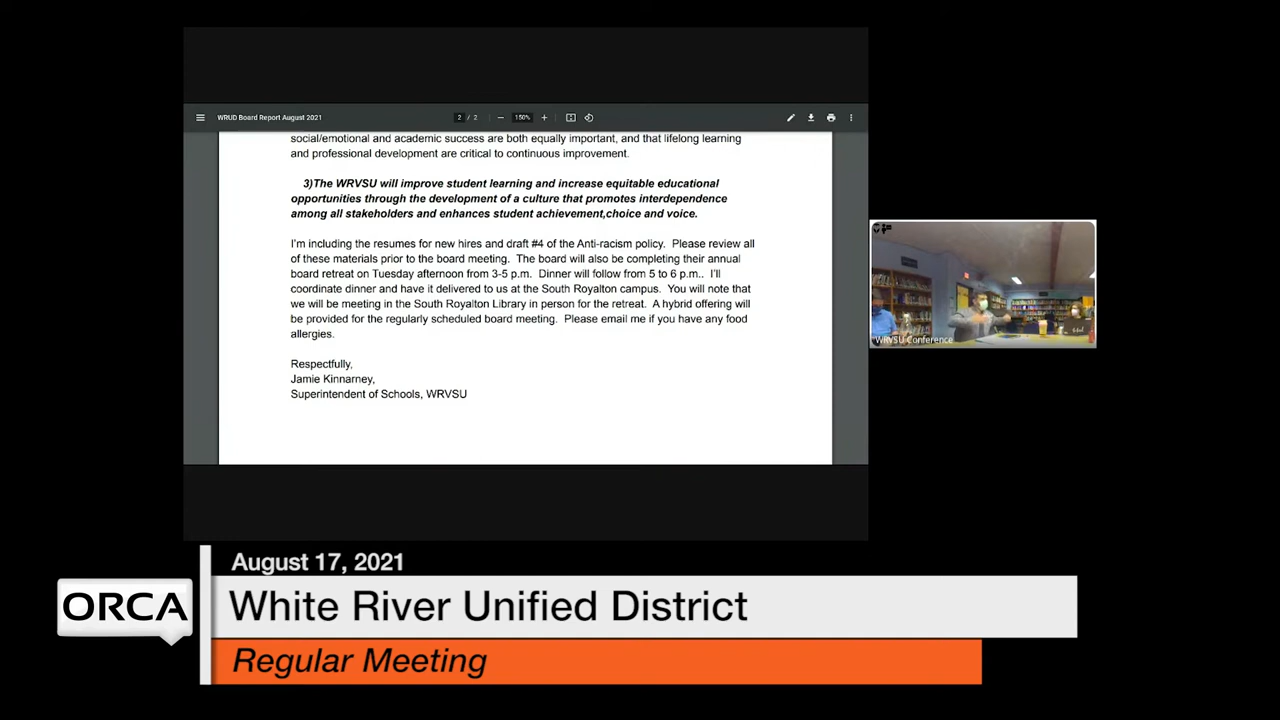 WRUD Board Report August 2021
2 / 2
150%
social/emotional and academic success are both equally important, and that lifelong learning
and professional development are critical to continuous improvement.
3)The WRVSU will improve student learning and increase equitable educational
opportunities through the development of a culture that promotes interdependence
among all stakeholders and enhances student achievement,choice and voice.
I'm including the resumes for new hires and draft #4 of the Anti-racism policy. Please review all
of these materials prior to the board meeting. The board will also be completing their annual
board retreat on Tuesday afternoon from 3-5 p.m. Dinner will follow from 5 to 6 p.m.. I'll
coordinate dinner and have it delivered to us at the South Royalton campus. You will note that
we will be meeting in the South Royalton Library in person for the retreat. A hybrid offering will
be provided for the regularly scheduled board meeting. Please email me if you have any food
allergies.
Respectfully,
Jamie Kinnarney,
Superintendent of Schools, WRVSU
WRVSU Conference
August 17, 2021
ORCA
White River Unified District
Regular Meeting